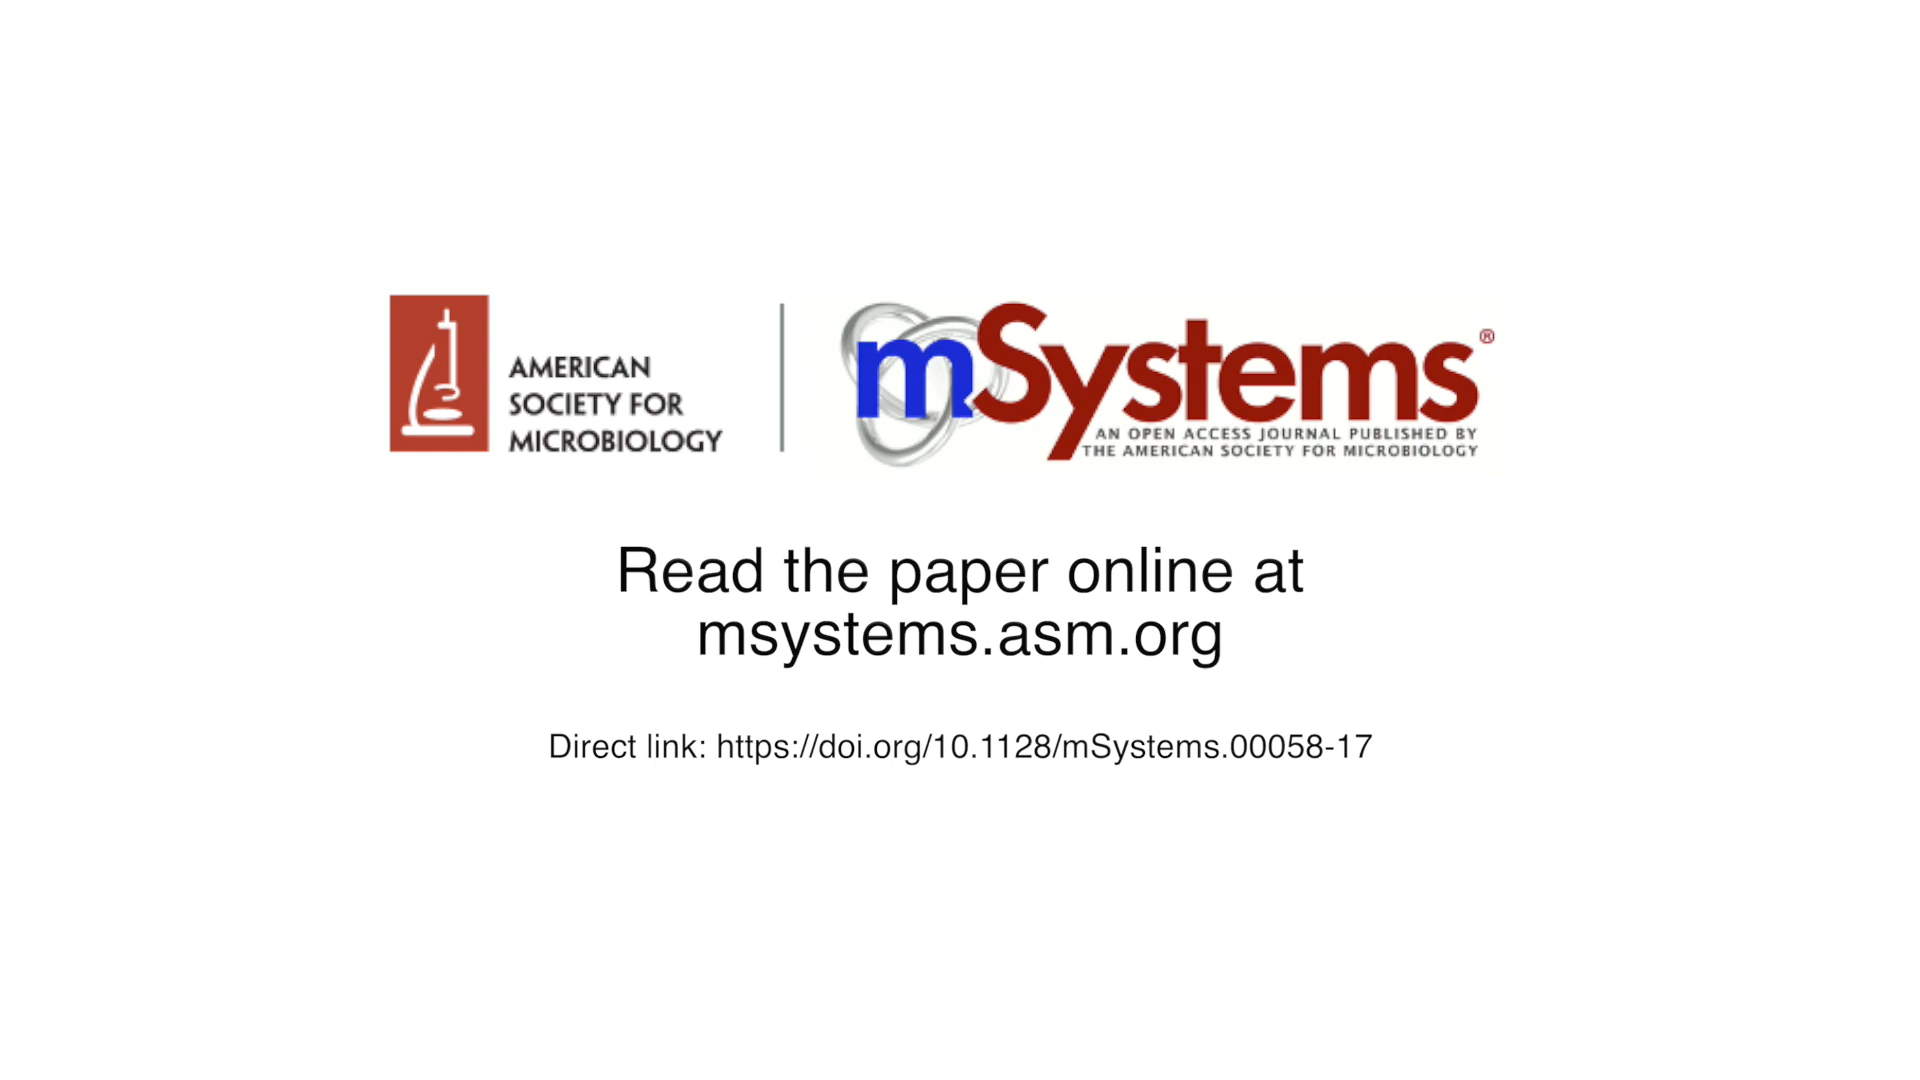 AMERICAN
SOCIETY FOR
MICROBIOLOGY
mSystems®
AN OPEN ACCESS JOURNAL PUBLISHED BY
THE AMERICAN SOCIETY FOR MICROBIOLOGY
Read the paper online at
msystems.asm.org
Direct link: https://doi.org/10.1128/mSystems.00058-17